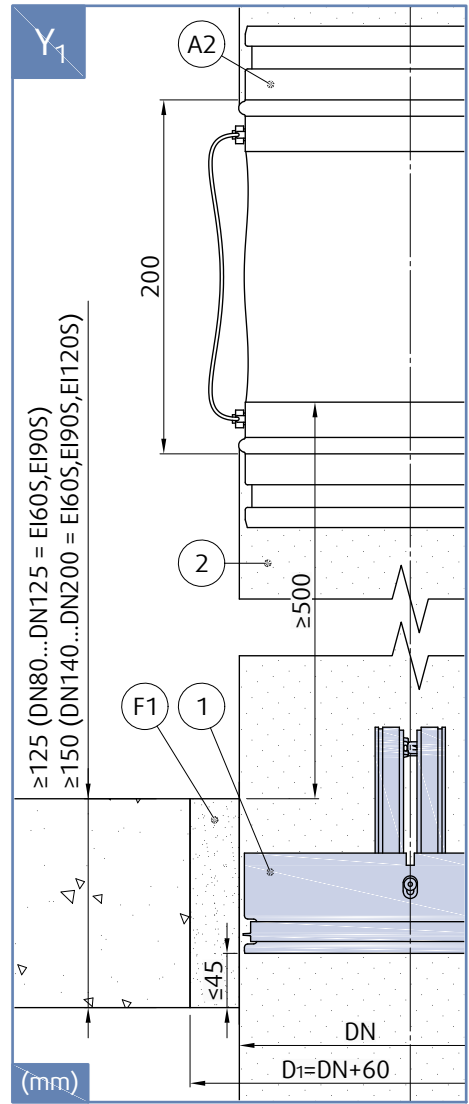 Y1
A2
200
≥125 (DN80...DN125 = EI60S,EI90S)
≥150 (DN140...DN200 = EI60S,EI90S,EI120S)
2
≥500
F1
1
≤45
DN
D1=DN+60
(mm)